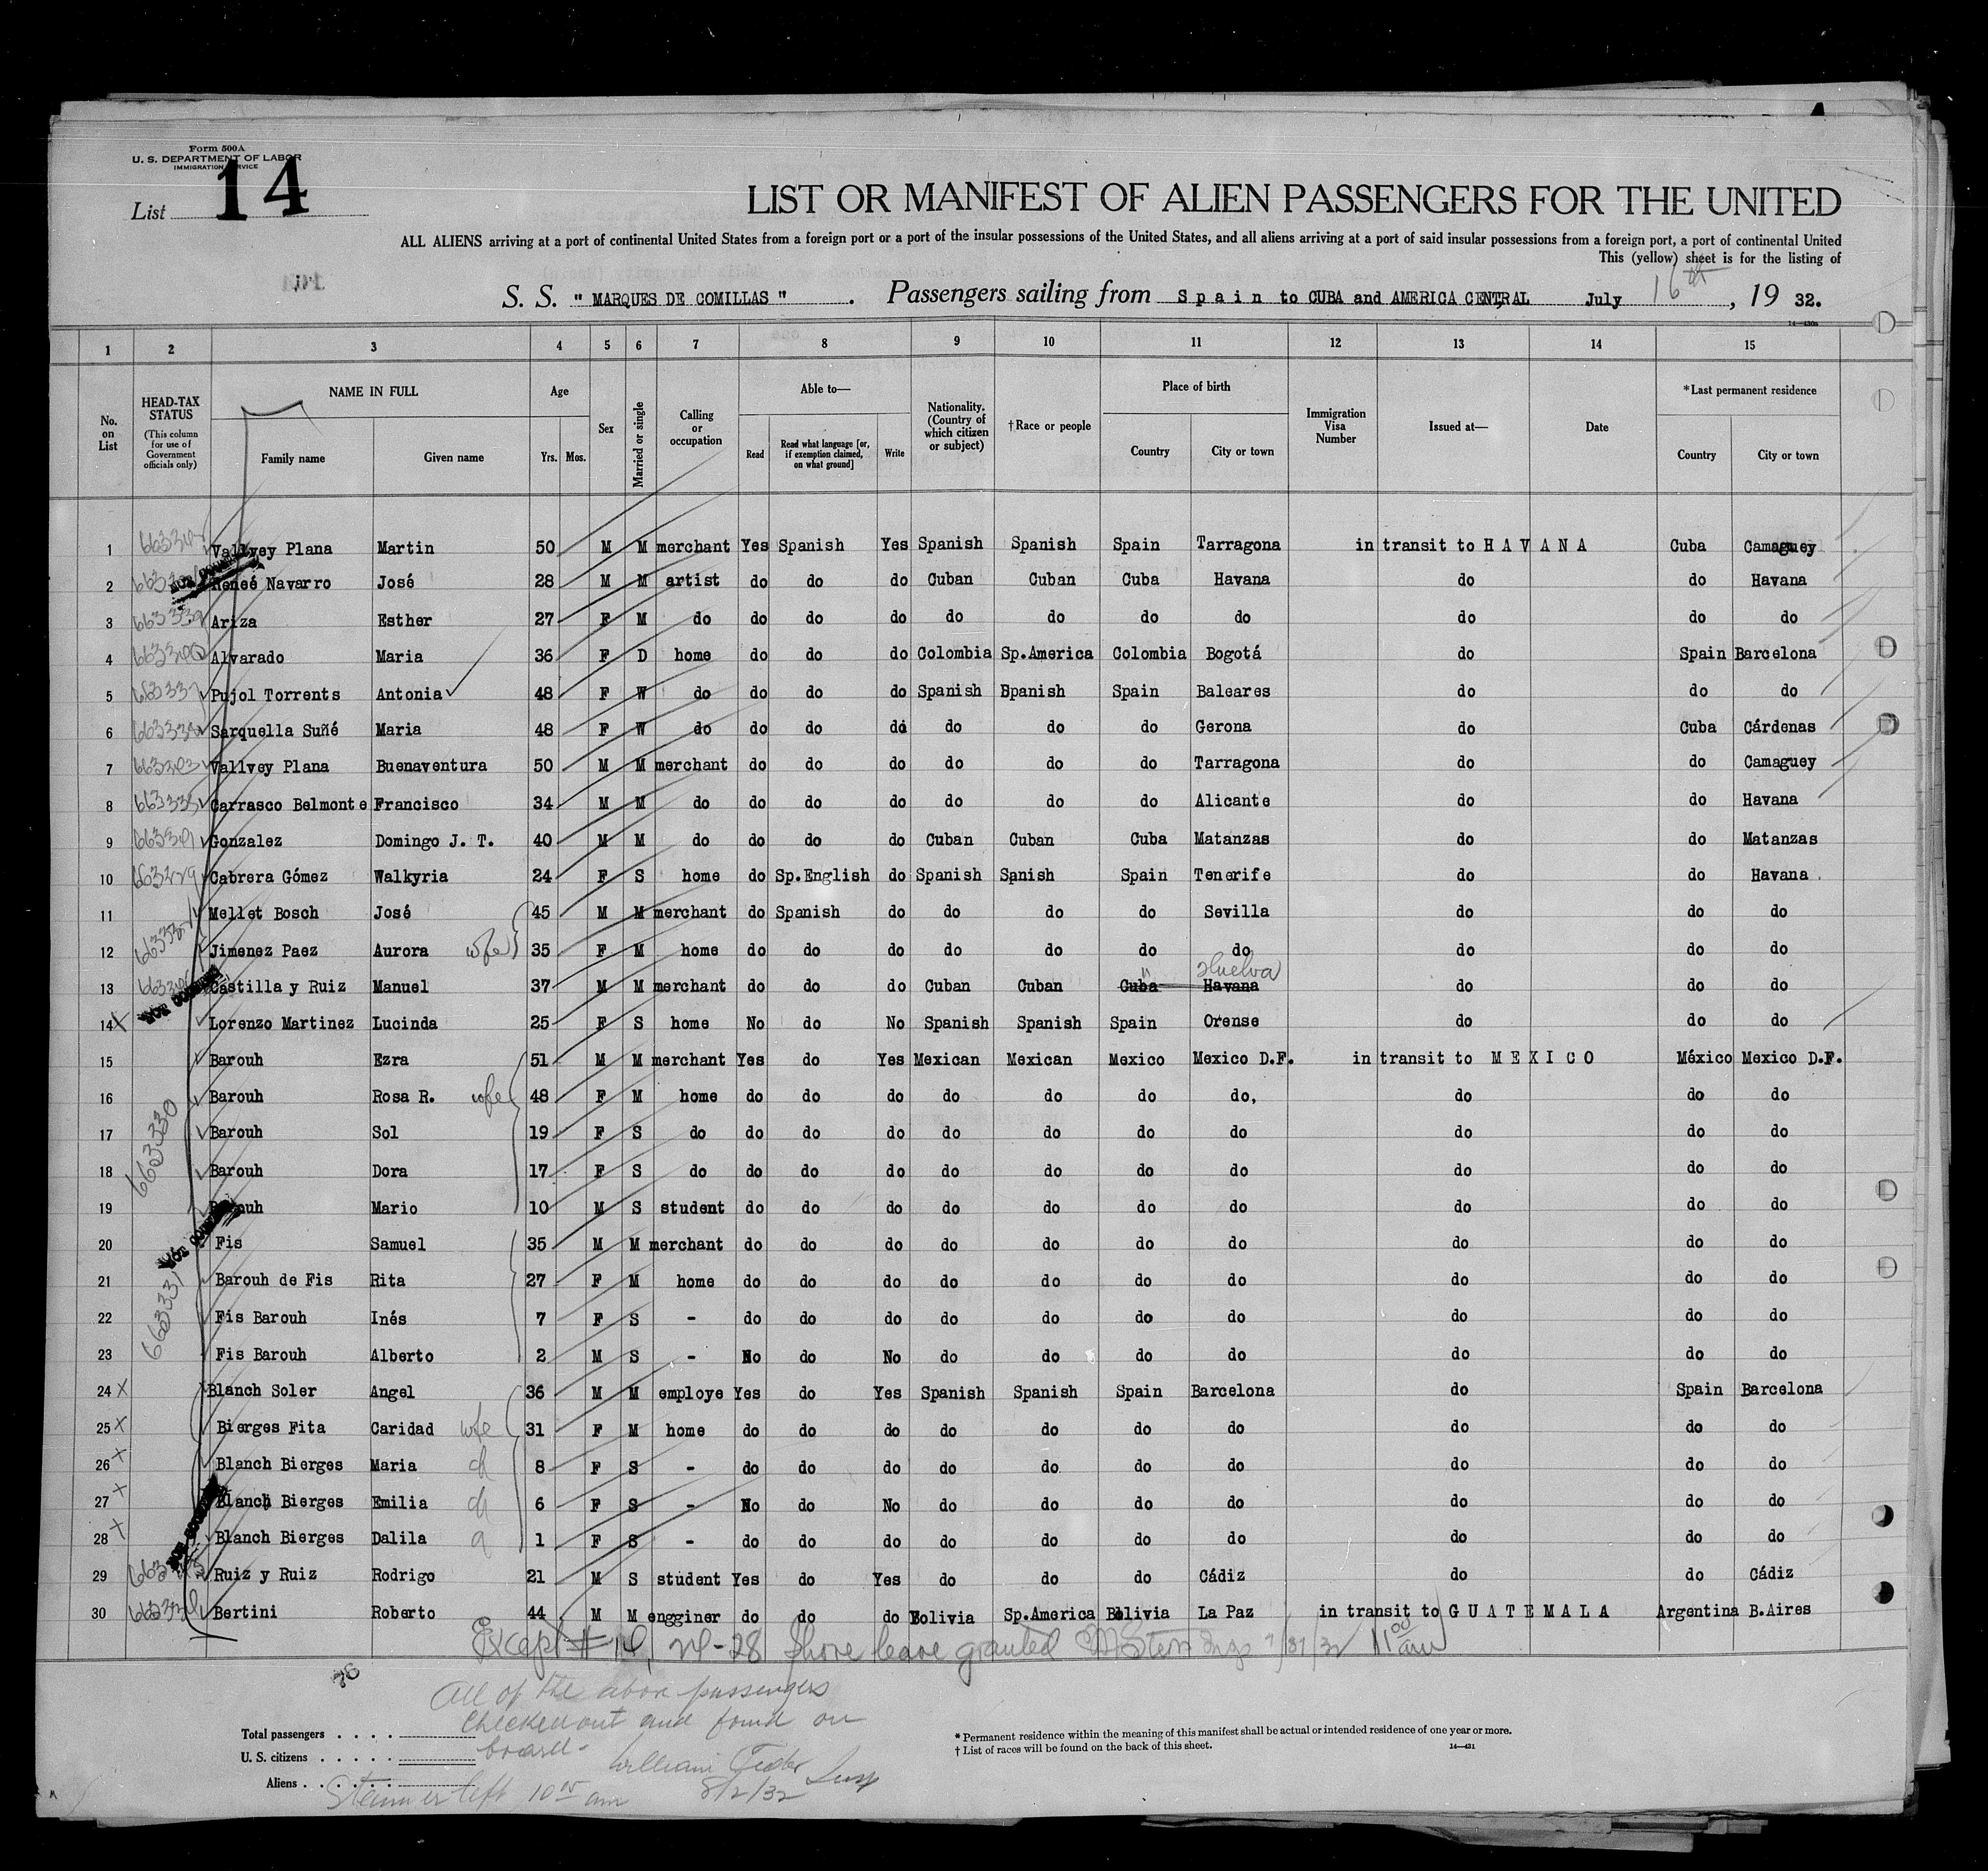 Form 500A
U. S. DEPARTMENT OF LABOR
IMMIGRATION SERVICE
List 14
LIST OR MANIFEST OF ALIEN PASSENGERS FOR THE UNITED
ALL ALIENS arriving at a port of continental United States from a foreign port or a port of the insular possessions of the United States, and all aliens arriving at a port of said insular possessions from a foreign port, a port of continental United
This (yellow) sheet is for the listing of
S. S. " MARQUES DE COMILLAS " . Passengers sailing from Spain to CUBA and AMERICA CENTRAL July 16th, 19 32.
1 2 3 4 5 6 7 8 9 10 11 12 13 14 15
No. on List HEAD-TAX STATUS (This column for use of Government officials only) NAME IN FULL Family name Given name Age Yrs. Mos. Sex Married or single Calling or occupation Able to— Read Read what language [or, if exemption claimed, on what ground] Write Nationality. (Country of which citizen or subject) †Race or people Place of birth Country City or town Immigration Visa Number Issued at— Date *Last permanent residence Country City or town
1 Vallvey Plana Martin 50 M M merchant Yes Spanish Yes Spanish Spanish Spain Tarragona in transit to H A V A N A Cuba Camaguey
2 Reneé Navarro José 28 M M artist do do do Cuban Cuban Cuba Havana do do Havana
3 Ariza Esther 27 F M do do do do do do do do do do do
4 Alvarado Maria 36 F D home do do do Colombia Sp.America Colombia Bogotá do Spain Barcelona
5 Pujol Torrents Antonia 48 F W do do do do Spanish Spanish Spain Baleares do do do
6 Sarquella Suñé Maria 48 F W do do do do do do do Gerona do Cuba Cárdenas
7 Vallvey Plana Buenaventura 50 M M merchant do do do do do do Tarragona do do Camaguey
8 Carrasco Belmonte Francisco 34 M M do do do do do do do Alicante do do Havana
9 Gonzalez Domingo J. T. 40 M M do do do do Cuban Cuban Cuba Matanzas do do Matanzas
10 Cabrera Gómez Walkyria 24 F S home do Sp.English do Spanish Sanish Spain Tenerife do do Havana
11 Mellet Bosch José 45 M M merchant do Spanish do do do do Sevilla do do do
12 Jimenez Paez Aurora wfe 35 F M home do do do do do do do do do do
13 Castilla y Ruiz Manuel 37 M M merchant do do do Cuban Cuban Cuba " Havana Huelva do do do
14 X Lorenzo Martinez Lucinda 25 F S home No do No Spanish Spanish Spain Orense do do do
15 Barouh Ezra 51 M M merchant Yes do Yes Mexican Mexican Mexico Mexico D.F. in transit to M E X I C O México Mexico D.F.
16 Barouh Rosa R. wfe 48 F M home do do do do do do do, do do do
17 Barouh Sol 19 F S do do do do do do do do do do do
18 Barouh Dora 17 F S do do do do do do do do do do do
663330
19 Barouh Mario 10 M S student do do do do do do do do do do
20 Fis Samuel 35 M M merchant do do do do do do do do do do
21 Barouh de Fis Rita 27 F M home do do do do do do do do do do
22 Fis Barouh Inés 7 F S - do do do do do do do do do do
663331
23 Fis Barouh Alberto 2 M S - No do No do do do do do do do
24 X Blanch Soler Angel 36 M M employe Yes do Yes Spanish Spanish Spain Barcelona do Spain Barcelona
25 X Bierges Fita Caridad wfe 31 F M home do do do do do do do do do do
26 X Blanch Bierges Maria ch 8 F S - do do do do do do do do do do
27 X Blanch Bierges Emilia ch 6 F S - No do No do do do do do do do
28 X Blanch Bierges Dalila 1 F S - do do do do do do do do do do
29 Ruiz y Ruiz Rodrigo 21 M S student Yes do Yes do do do Cádiz do do Cádiz
30 Bertini Roberto 44 M M engginer do do do Bolivia Sp.America Bolivia La Paz in transit to G U A T E M A L A Argentina B.Aires
Except # 14, 24-28 Shore leave granted 7/31/32 11 00 am
All of the above passengers
checked out and found on
board -
William Insp
8/2/32
Steamer left 10 am
Total passengers . . . .
U. S. citizens . . . . .
Aliens . . . . . .
* Permanent residence within the meaning of this manifest shall be actual or intended residence of one year or more.
† List of races will be found on the back of this sheet.
14—431